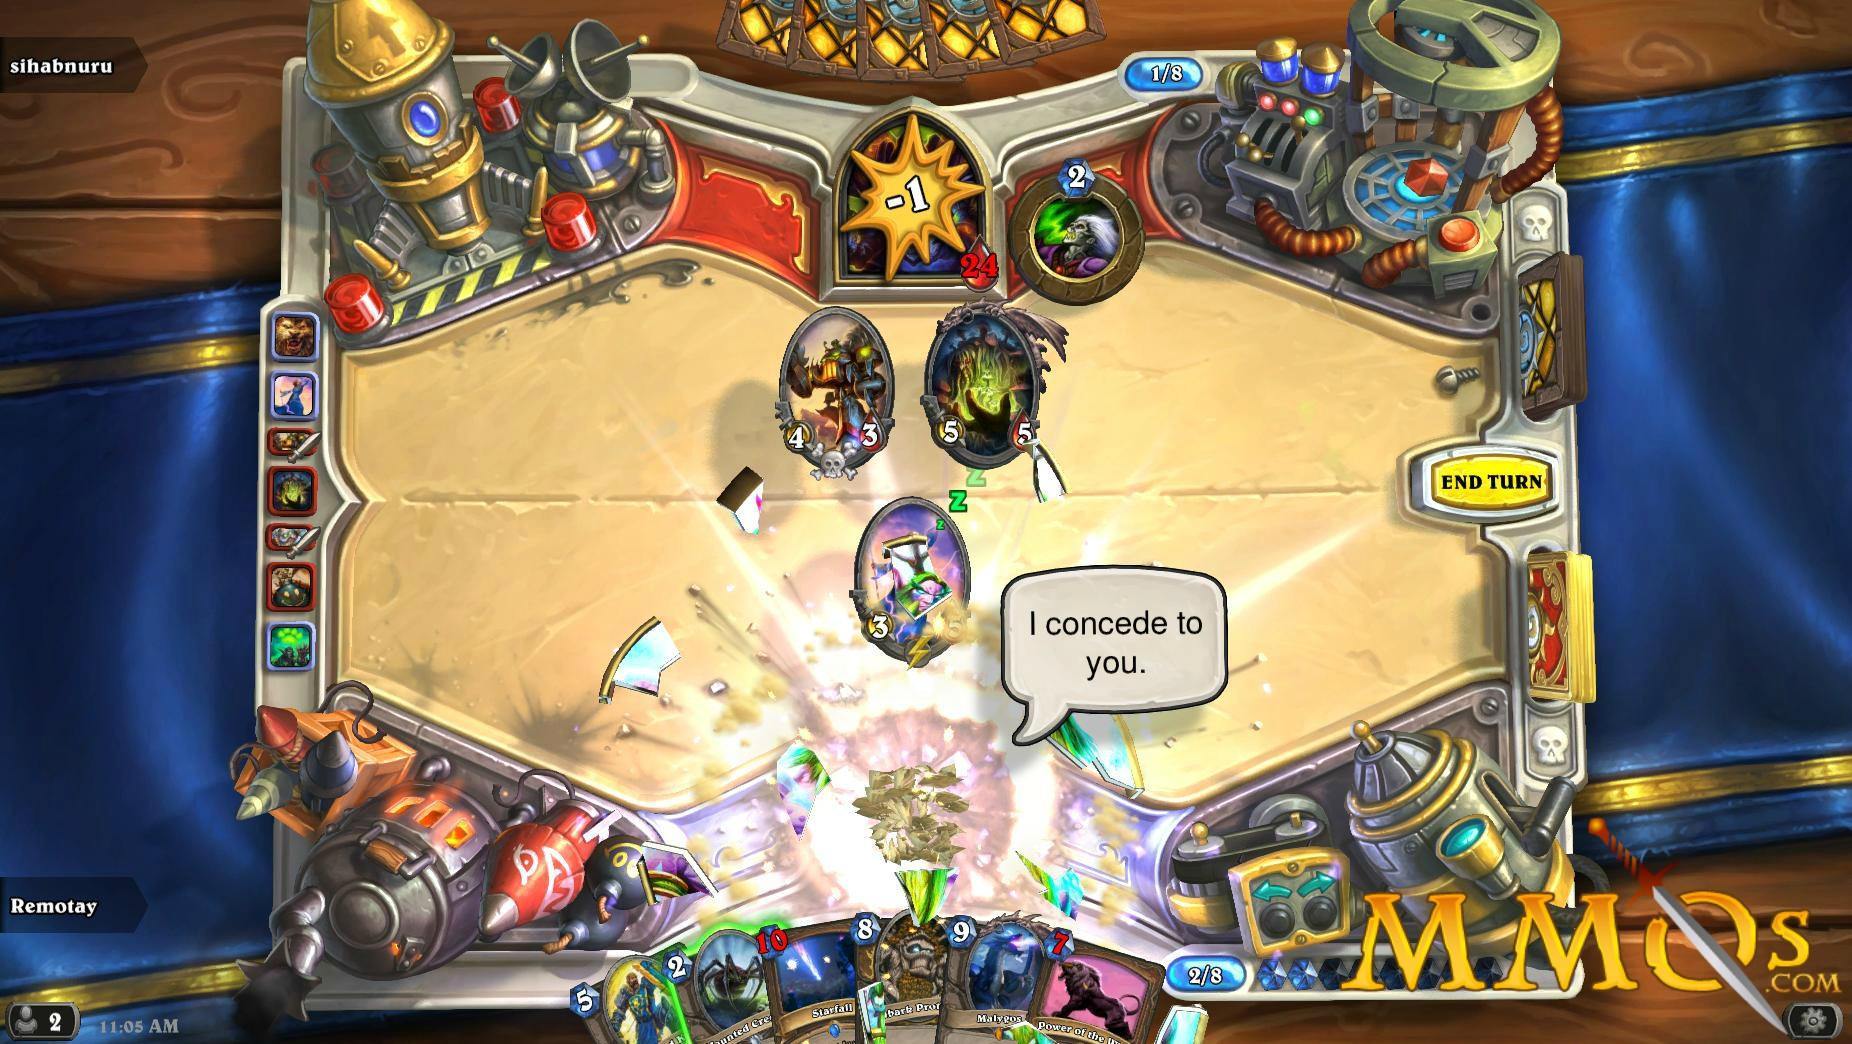 sihabnuru
1/8
2
-1
24
4
3
5
5
z
z
z
END TURN
3
I concede to
you.
DAM
Remotay
10
8
9
7
2
5
2/8
Starfall
Malygos
Power of the
MMOs
.COM
2
11:05 AM